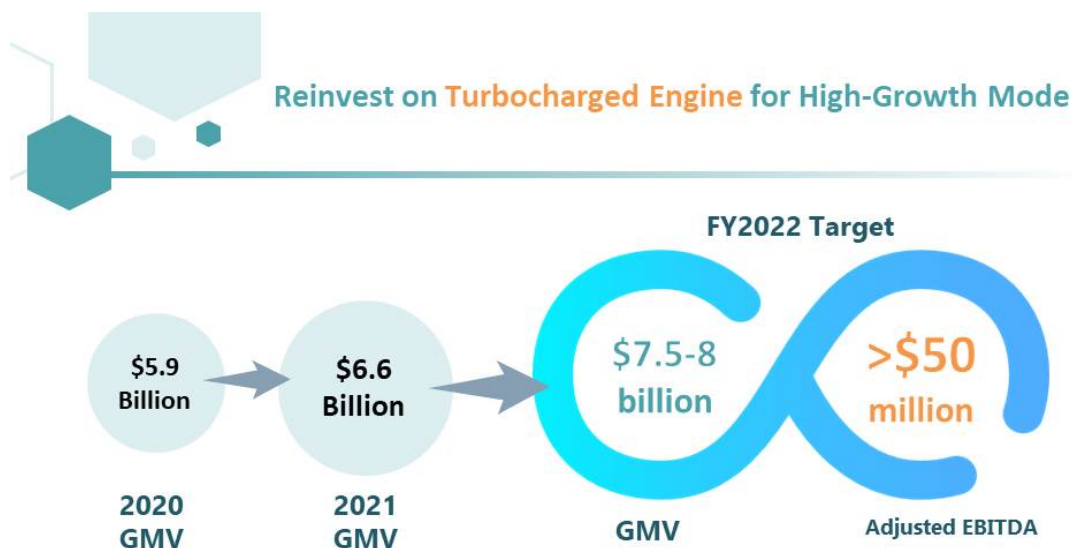 Reinvest on Turbocharged Engine for High-Growth Mode
FY2022 Target
$5.9
Billion
$6.6
Billion
$7.5-8
billion
>$50
million
2020
GMV
2021
GMV
GMV
Adjusted EBITDA